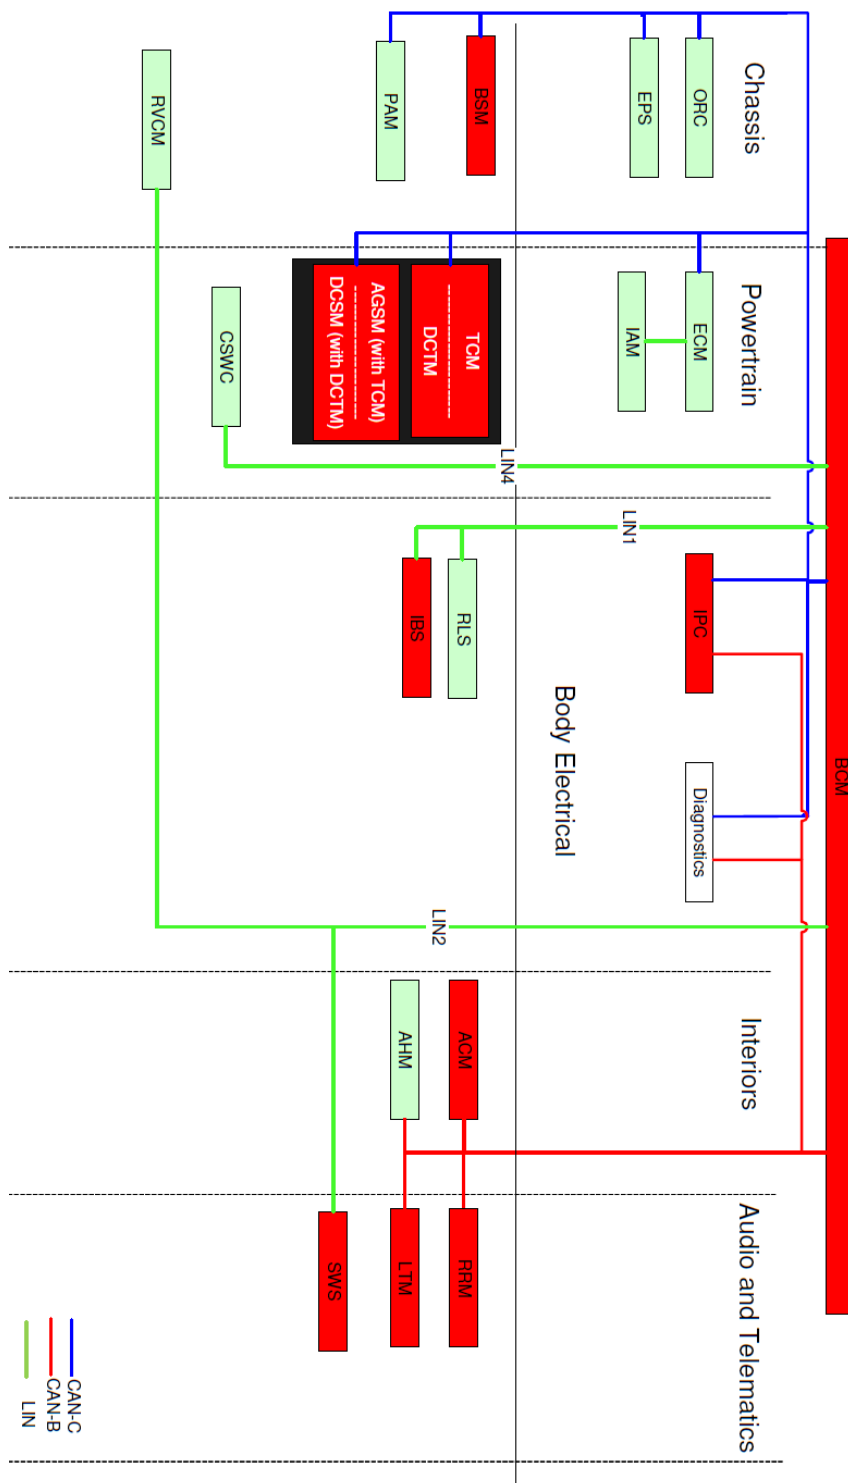 BCM
Chassis
Powertrain
Body Electrical
Interiors
Audio and Telematics
ORC
EPS
BSM
PAM
RVCM
ECM
IAM
TCM
DCTM
AGSM (with TCM)
DCSM (with DCTM)
CSWC
LIN4
LIN1
IPC
RLS
IBS
Diagnostics
LIN2
ACM
AHM
RRM
LTM
SWS
CAN-C
CAN-B
LIN